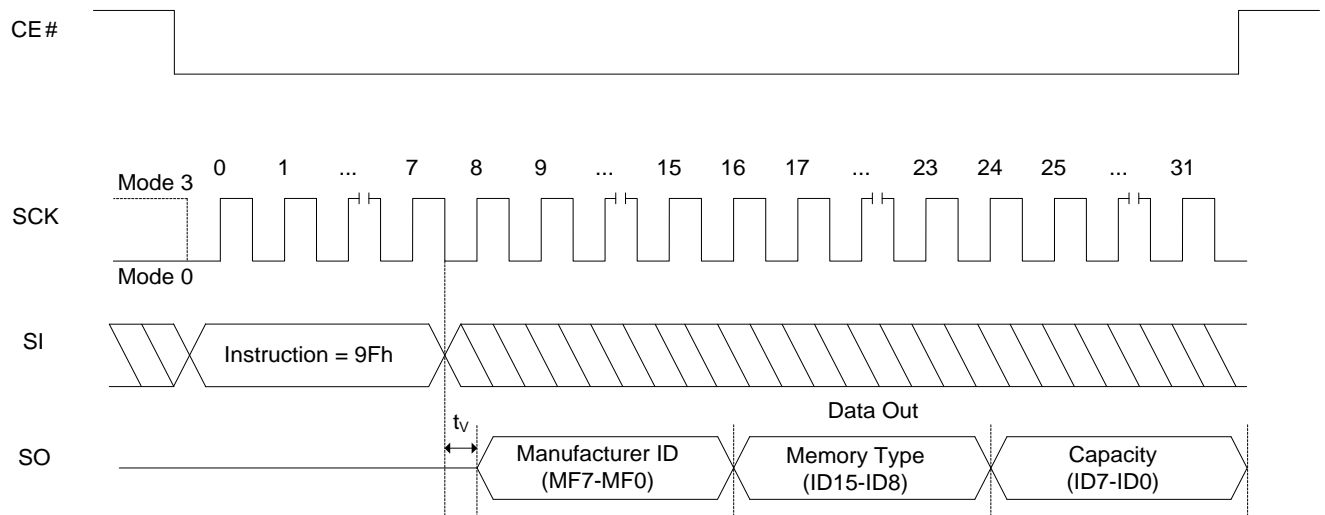 CE#
0 1 ... 7 8 9 ... 15 16 17 ... 23 24 25 ... 31
Mode 3
SCK
Mode 0
SI
Instruction = 9Fh
Data Out
tV
SO
Manufacturer ID
(MF7-MF0)
Memory Type
(ID15-ID8)
Capacity
(ID7-ID0)